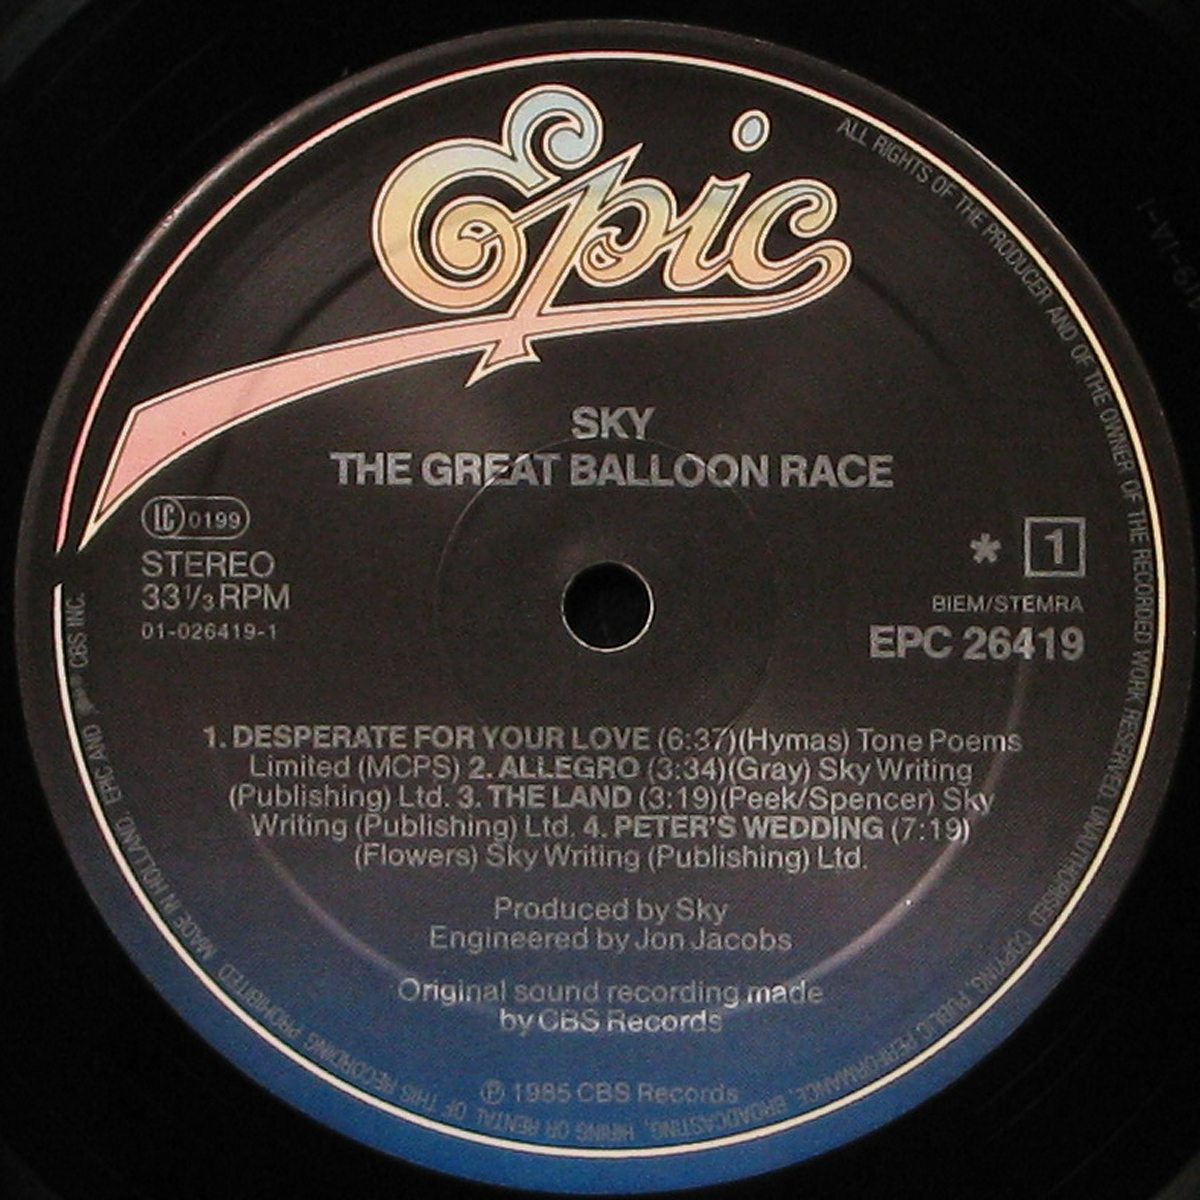 Epic
SKY
THE GREAT BALLOON RACE
LC 0199
STEREO
33 1/3 RPM
01-026419-1
* 1
BIEM/STEMRA
EPC 26419
1. DESPERATE FOR YOUR LOVE (6:37)(Hymas) Tone Poems
Limited (MCPS) 2. ALLEGRO (3:34)(Gray) Sky Writing
(Publishing) Ltd. 3. THE LAND (3:19)(Peek/Spencer) Sky
Writing (Publishing) Ltd. 4. PETER'S WEDDING (7:19)
(Flowers) Sky Writing (Publishing) Ltd.
Produced by Sky
Engineered by Jon Jacobs
Original sound recording made
by CBS Records
Ⓟ 1985 CBS Records
ALL RIGHTS OF THE PRODUCER AND OF THE OWNER OF THE RECORDED WORK RESERVED. UNAUTHORISED COPYING, PUBLIC PERFORMANCE, BROADCASTING, HIRING OR RENTAL OF THIS RECORDING PROHIBITED. MADE IN HOLLAND. EPIC AND CBS INC.